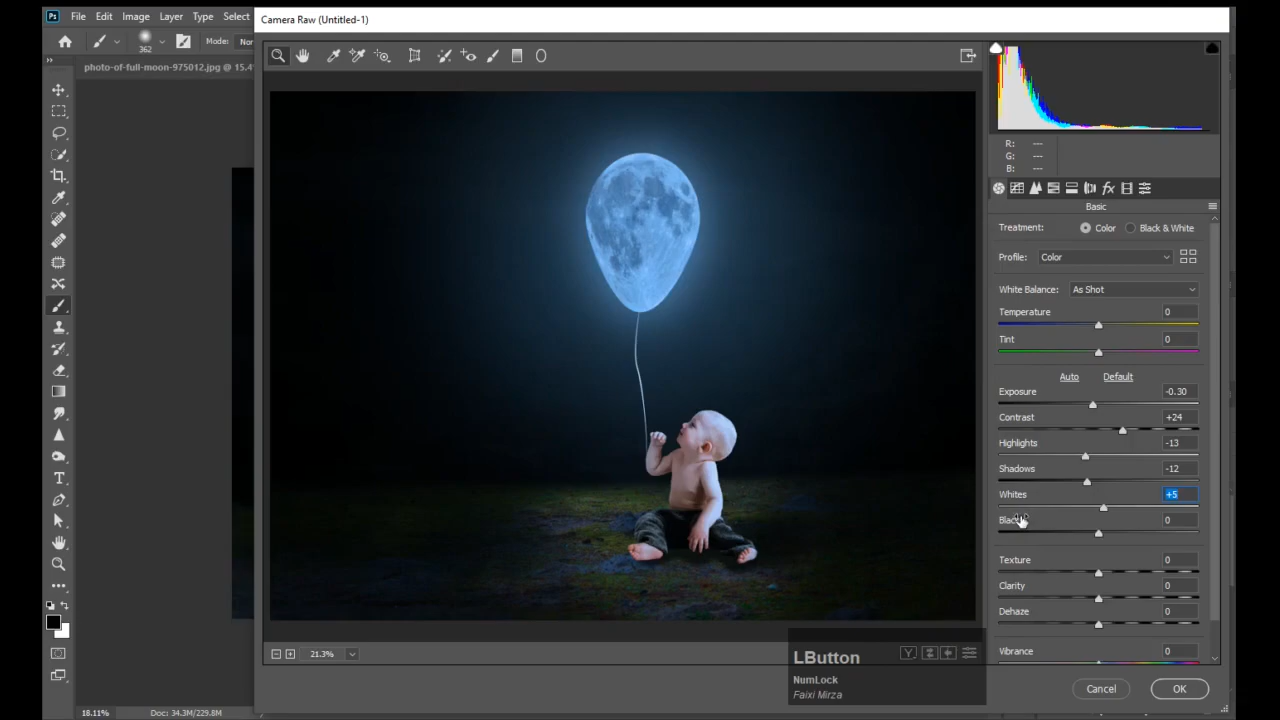 Ps File Edit Image Layer Type Select
Camera Raw (Untitled-1)
362
Mode:
photo-of-full-moon-975012.jpg @ 15.4
R: ---
G: ---
B: ---
Basic
Treatment: Color Black & White
Profile: Color
White Balance: As Shot
Temperature 0
Tint 0
Auto Default
Exposure -0.30
Contrast +24
Highlights -13
Shadows -12
Whites +5
0
Texture 0
Clarity 0
Dehaze 0
Vibrance 0
21.3%
Y
LButton
NumLock
Faixi Mirza
Cancel OK
18.11% Doc: 34.3M/229.8M